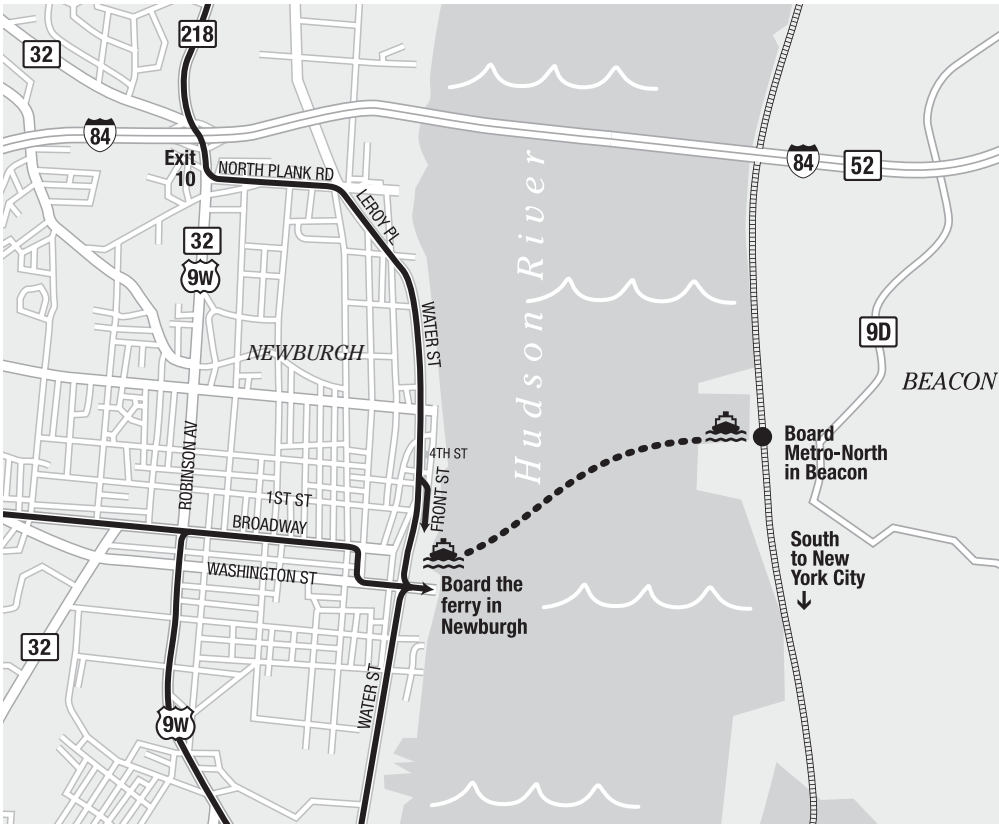 218
32
84
Exit
10
NORTH PLANK RD
84
52
LEROY PL
32
9W
Hudson River
WATER ST
9D
NEWBURGH
BEACON
ROBINSON AV
4TH ST
FRONT ST
Board
Metro-North
in Beacon
1ST ST
BROADWAY
WASHINGTON ST
Board the
ferry in
Newburgh
South
to New
York City
32
WATER ST
9W